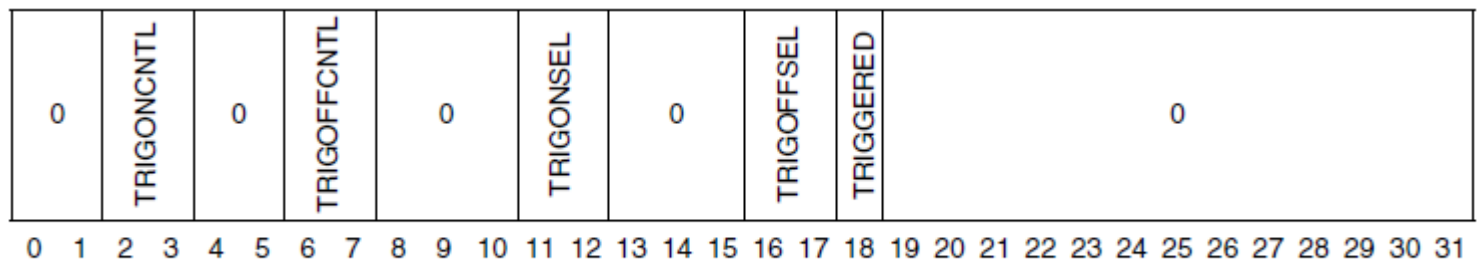 0 TRIGONCNTL 0 TRIGOFFCNTL 0 TRIGONSEL 0 TRIGOFFSEL TRIGGERED 0
0 1 2 3 4 5 6 7 8 9 10 11 12 13 14 15 16 17 18 19 20 21 22 23 24 25 26 27 28 29 30 31